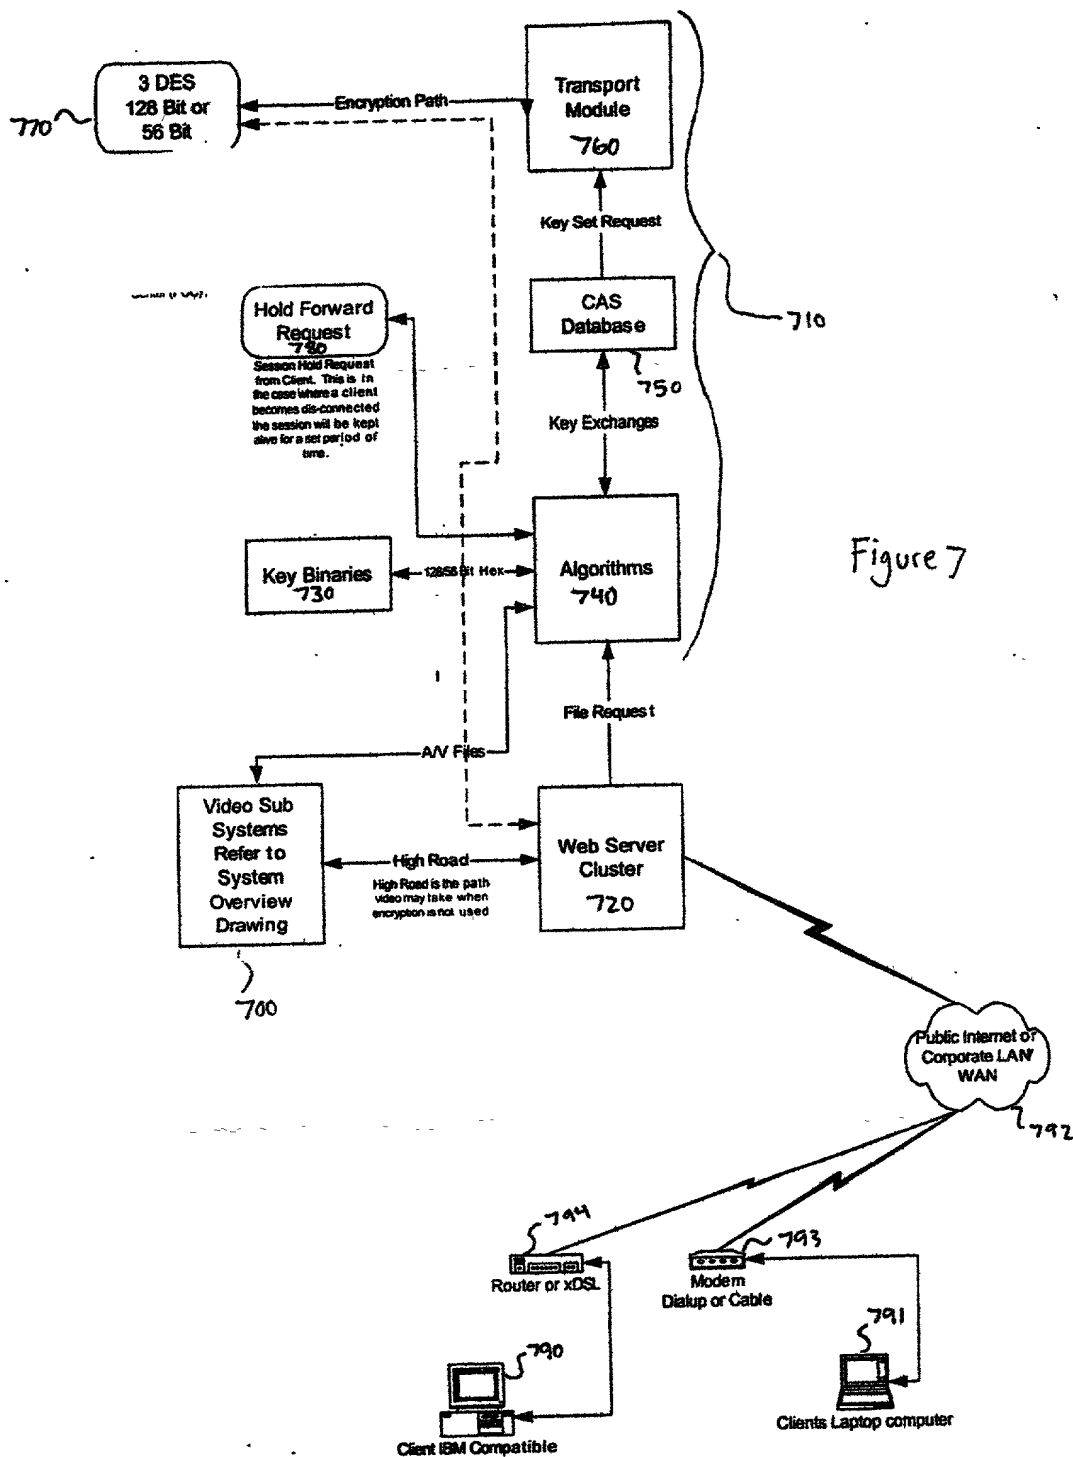 3 DES
128 Bit or
56 Bit
770
Encryption Path
Transport
Module
760
Key Set Request
710
Hold Forward
Request
780
Session Hold Request
from Client. This is in
the case where a client
becomes dis-connected
the session will be kept
alive for a set period of
time.
CAS
Database
750
Key Exchanges
Figure 7
Key Binaries
730
128/56 Bit Hex
Algorithms
740
File Request
A/V Files
Video Sub
Systems
Refer to
System
Overview
Drawing
700
High Road
High Road is the path
video may take when
encryption is not used
Web Server
Cluster
720
Public Internet or
Corporate LAN/
WAN
792
794
Router or xDSL
793
Modem
Dialup or Cable
790
Client IBM Compatible
791
Clients Laptop computer